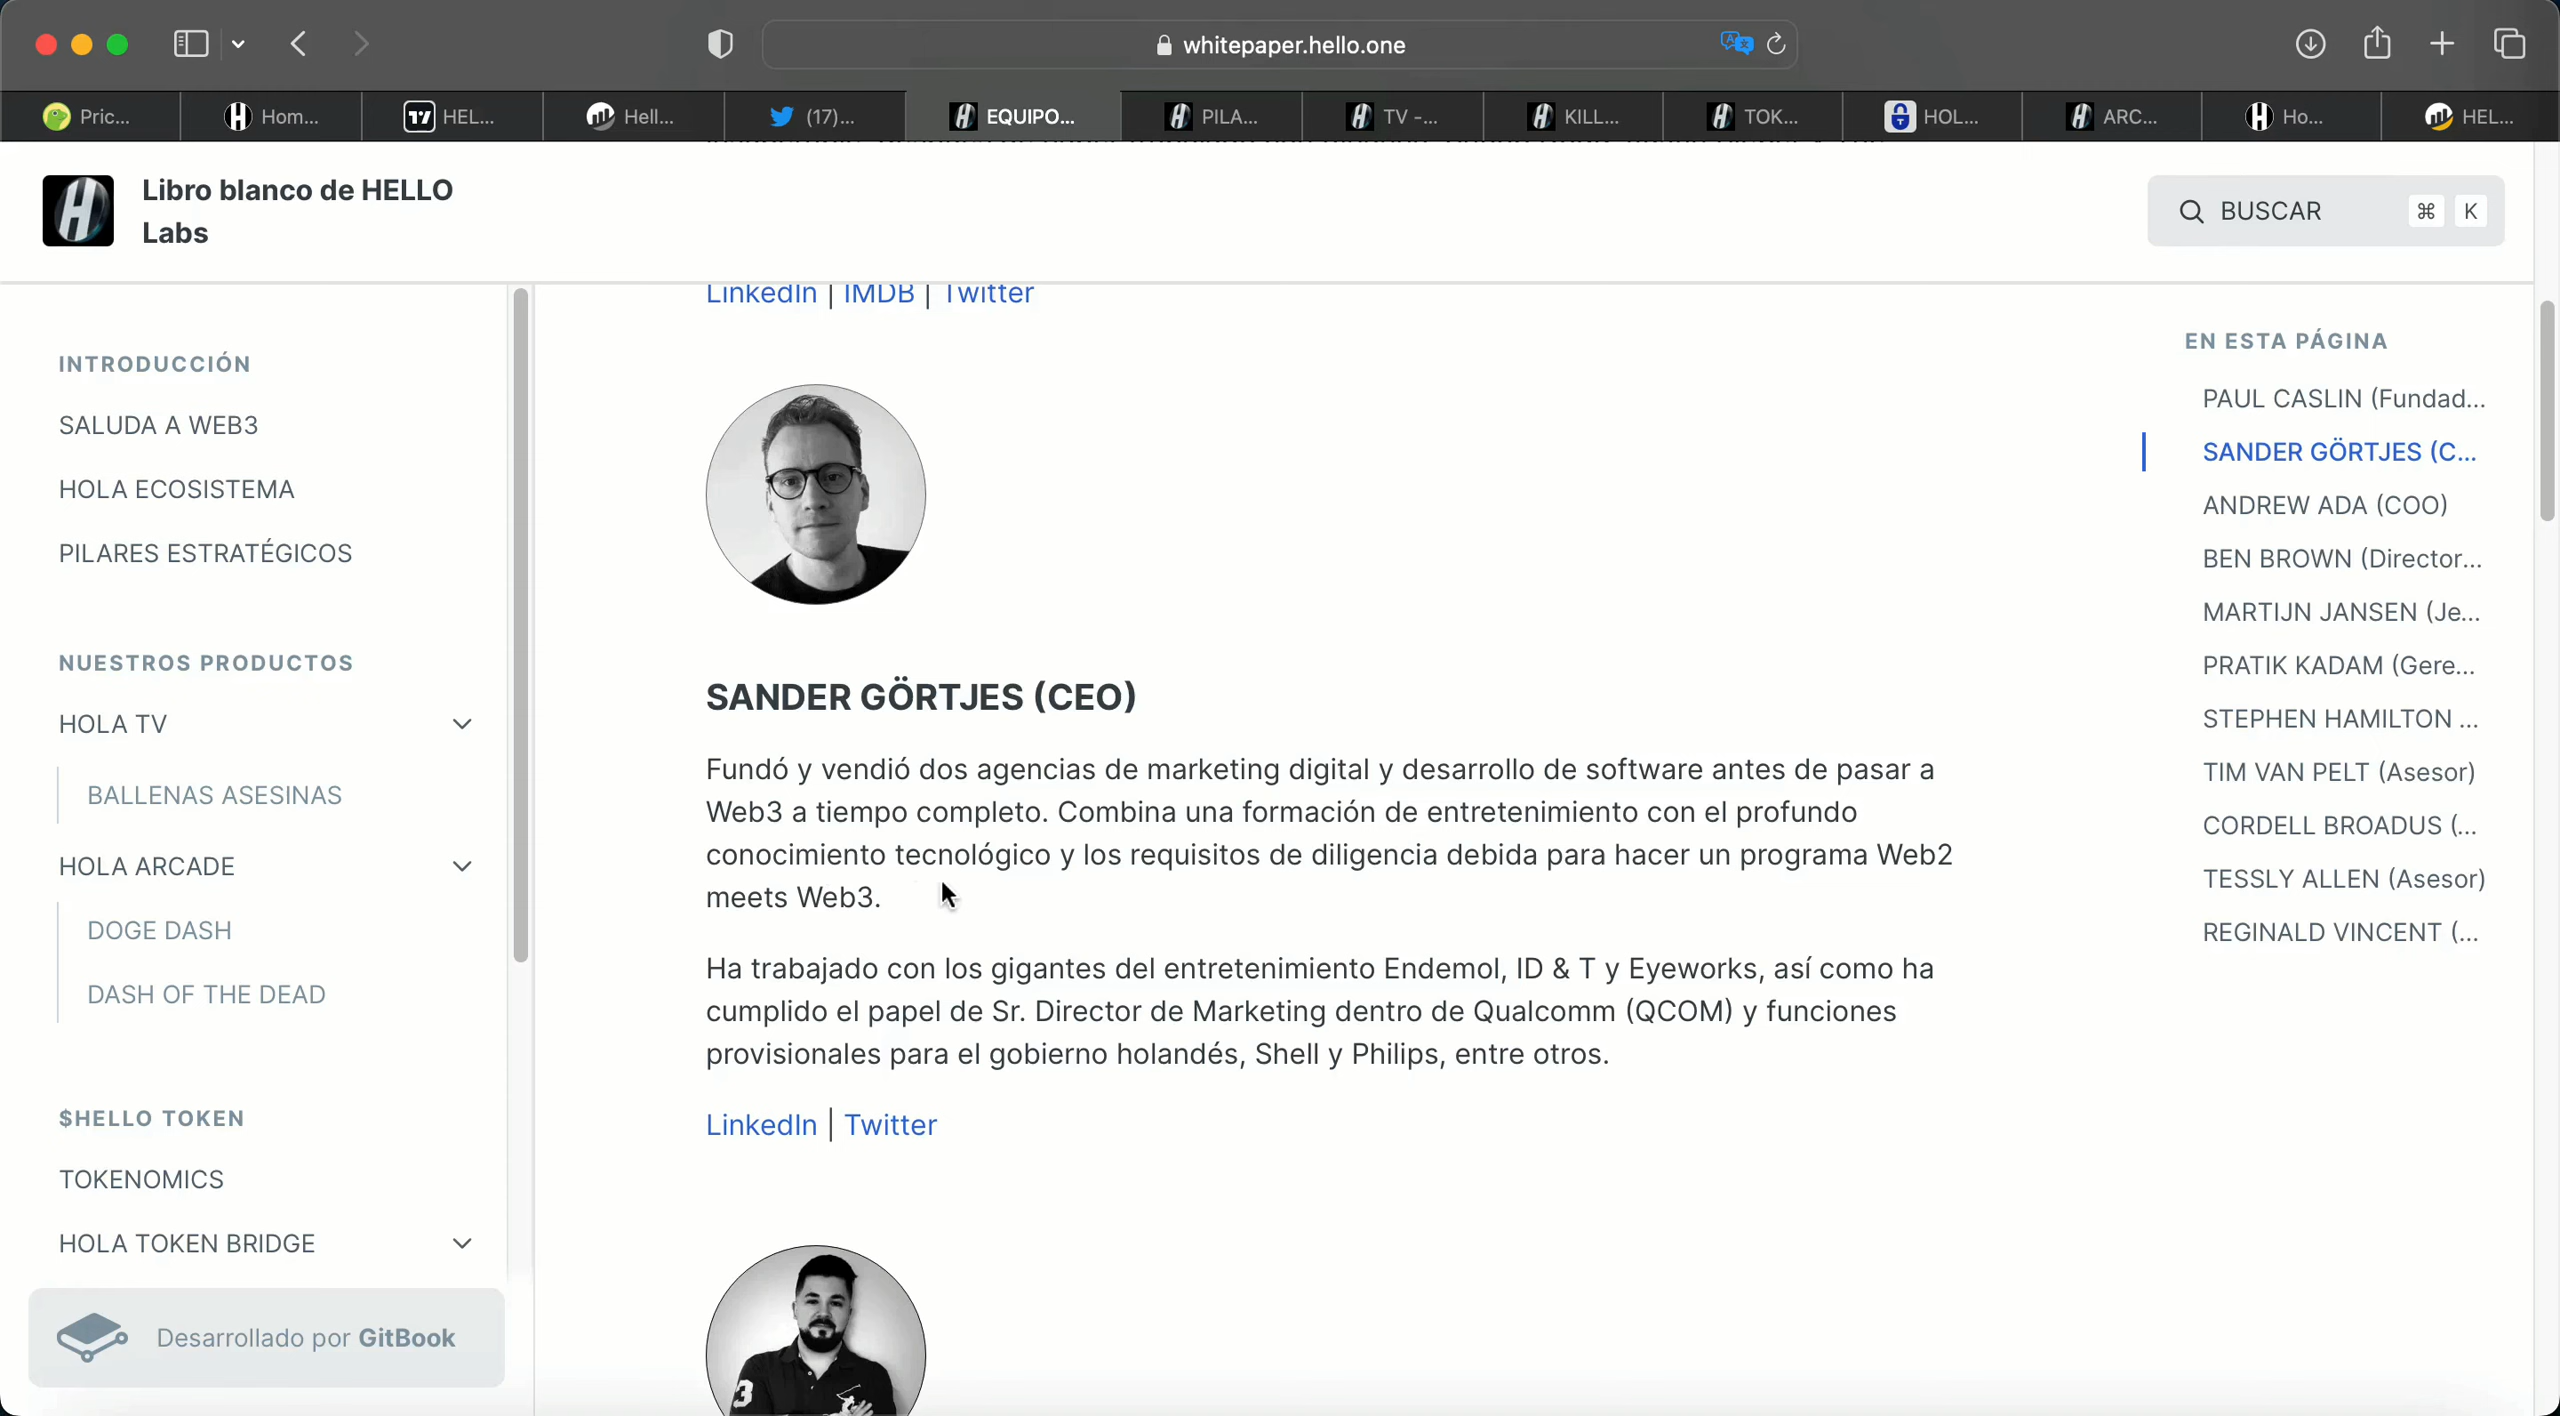 whitepaper.hello.one
Pric...
Hom...
HEL...
Hell...
(17)...
EQUIPO...
PILA...
TV -...
KILL...
TOK...
HOL...
ARC...
Ho...
HEL...
Libro blanco de HELLO
Labs
BUSCAR
⌘ K
INTRODUCCIÓN
SALUDA A WEB3
HOLA ECOSISTEMA
PILARES ESTRATÉGICOS
NUESTROS PRODUCTOS
HOLA TV
BALLENAS ASESINAS
HOLA ARCADE
DOGE DASH
DASH OF THE DEAD
$HELLO TOKEN
TOKENOMICS
HOLA TOKEN BRIDGE
Desarrollado por GitBook
LinkedIn | IMDB | Twitter
SANDER GÖRTJES (CEO)
Fundó y vendió dos agencias de marketing digital y desarrollo de software antes de pasar a
Web3 a tiempo completo. Combina una formación de entretenimiento con el profundo
conocimiento tecnológico y los requisitos de diligencia debida para hacer un programa Web2
meets Web3.
Ha trabajado con los gigantes del entretenimiento Endemol, ID & T y Eyeworks, así como ha
cumplido el papel de Sr. Director de Marketing dentro de Qualcomm (QCOM) y funciones
provisionales para el gobierno holandés, Shell y Philips, entre otros.
LinkedIn | Twitter
3
EN ESTA PÁGINA
PAUL CASLIN (Fundad...
SANDER GÖRTJES (C...
ANDREW ADA (COO)
BEN BROWN (Director...
MARTIJN JANSEN (Je...
PRATIK KADAM (Gere...
STEPHEN HAMILTON ...
TIM VAN PELT (Asesor)
CORDELL BROADUS (...
TESSLY ALLEN (Asesor)
REGINALD VINCENT (...